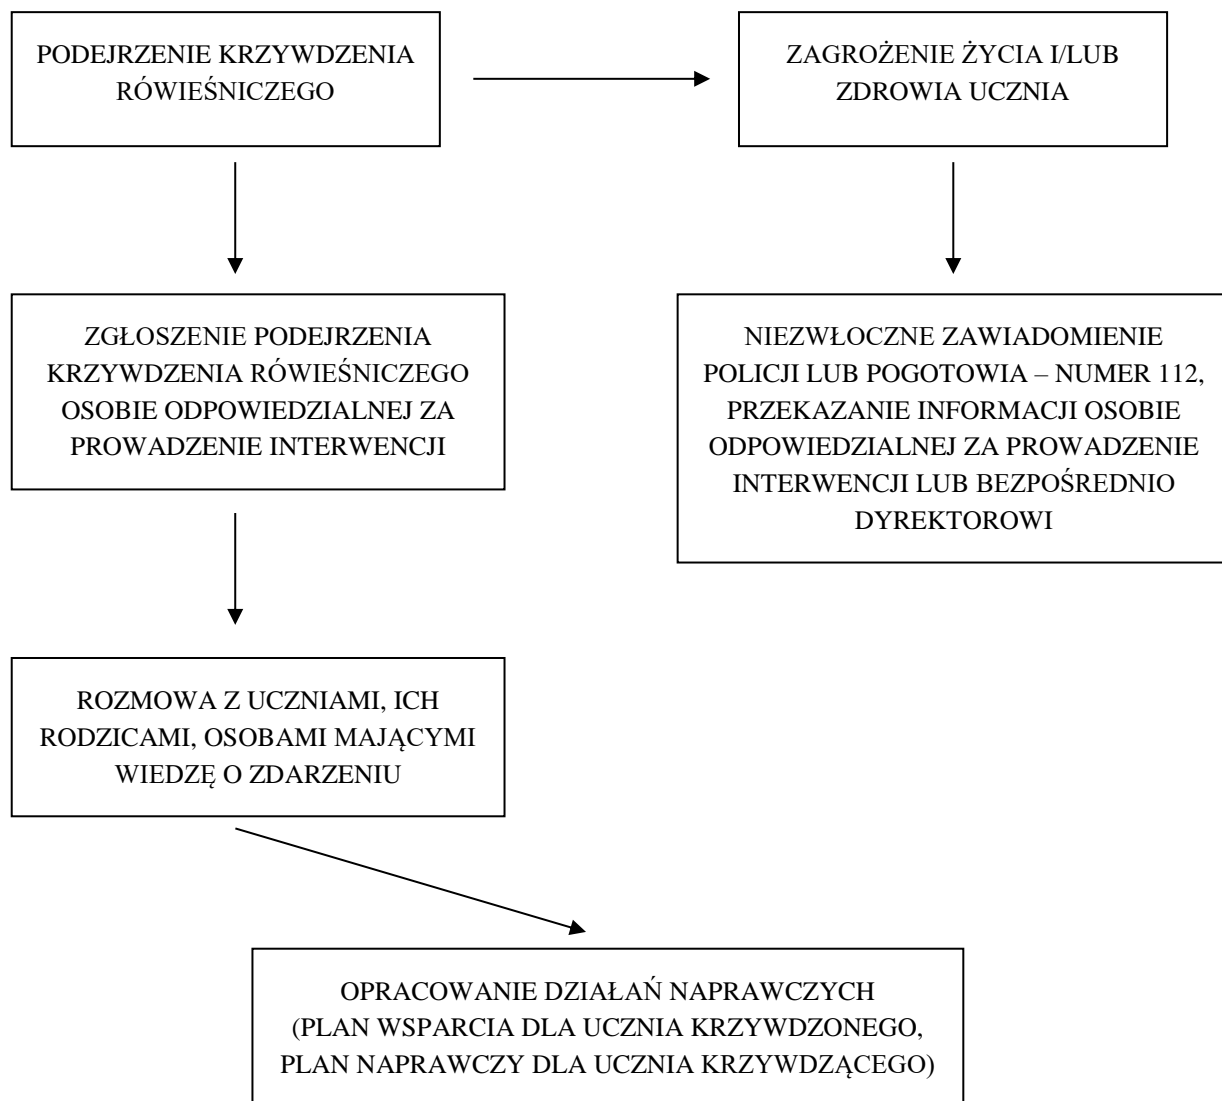 PODEJRZENIE KRZYWDZENIA
RÓWIEŚNICZEGO
ZAGROŻENIE ŻYCIA I/LUB
ZDROWIA UCZNIA
ZGŁOSZENIE PODEJRZENIA
KRZYWDZENIA RÓWIEŚNICZEGO
OSOBIE ODPOWIEDZIALNEJ ZA
PROWADZENIE INTERWENCJI
NIEZWŁOCZNE ZAWIADOMIENIE
POLICJI LUB POGOTOWIA – NUMER 112,
PRZEKAZANIE INFORMACJI OSOBIE
ODPOWIEDZIALNEJ ZA PROWADZENIE
INTERWENCJI LUB BEZPOŚREDNIO
DYREKTOROWI
ROZMOWA Z UCZNIAMI, ICH
RODZICAMI, OSOBAMI MAJĄCYMI
WIEDZĘ O ZDARZENIU
OPRACOWANIE DZIAŁAŃ NAPRAWCZYCH
(PLAN WSPARCIA DLA UCZNIA KRZYWDZONEGO,
PLAN NAPRAWCZY DLA UCZNIA KRZYWDZĄCEGO)